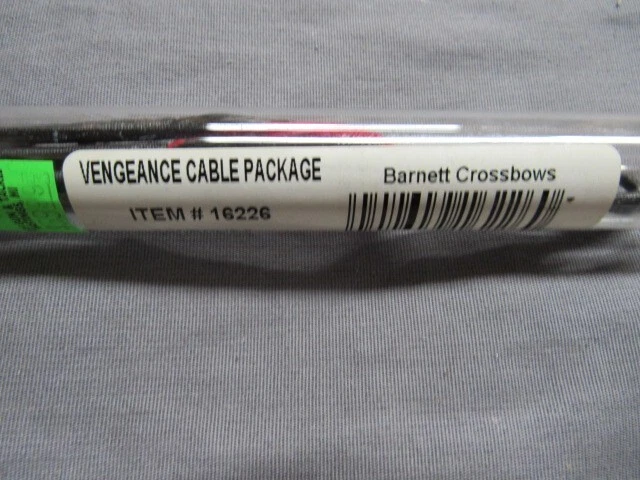 VENGEANCE CABLE PACKAGE
ITEM # 16226
Barnett Crossbows